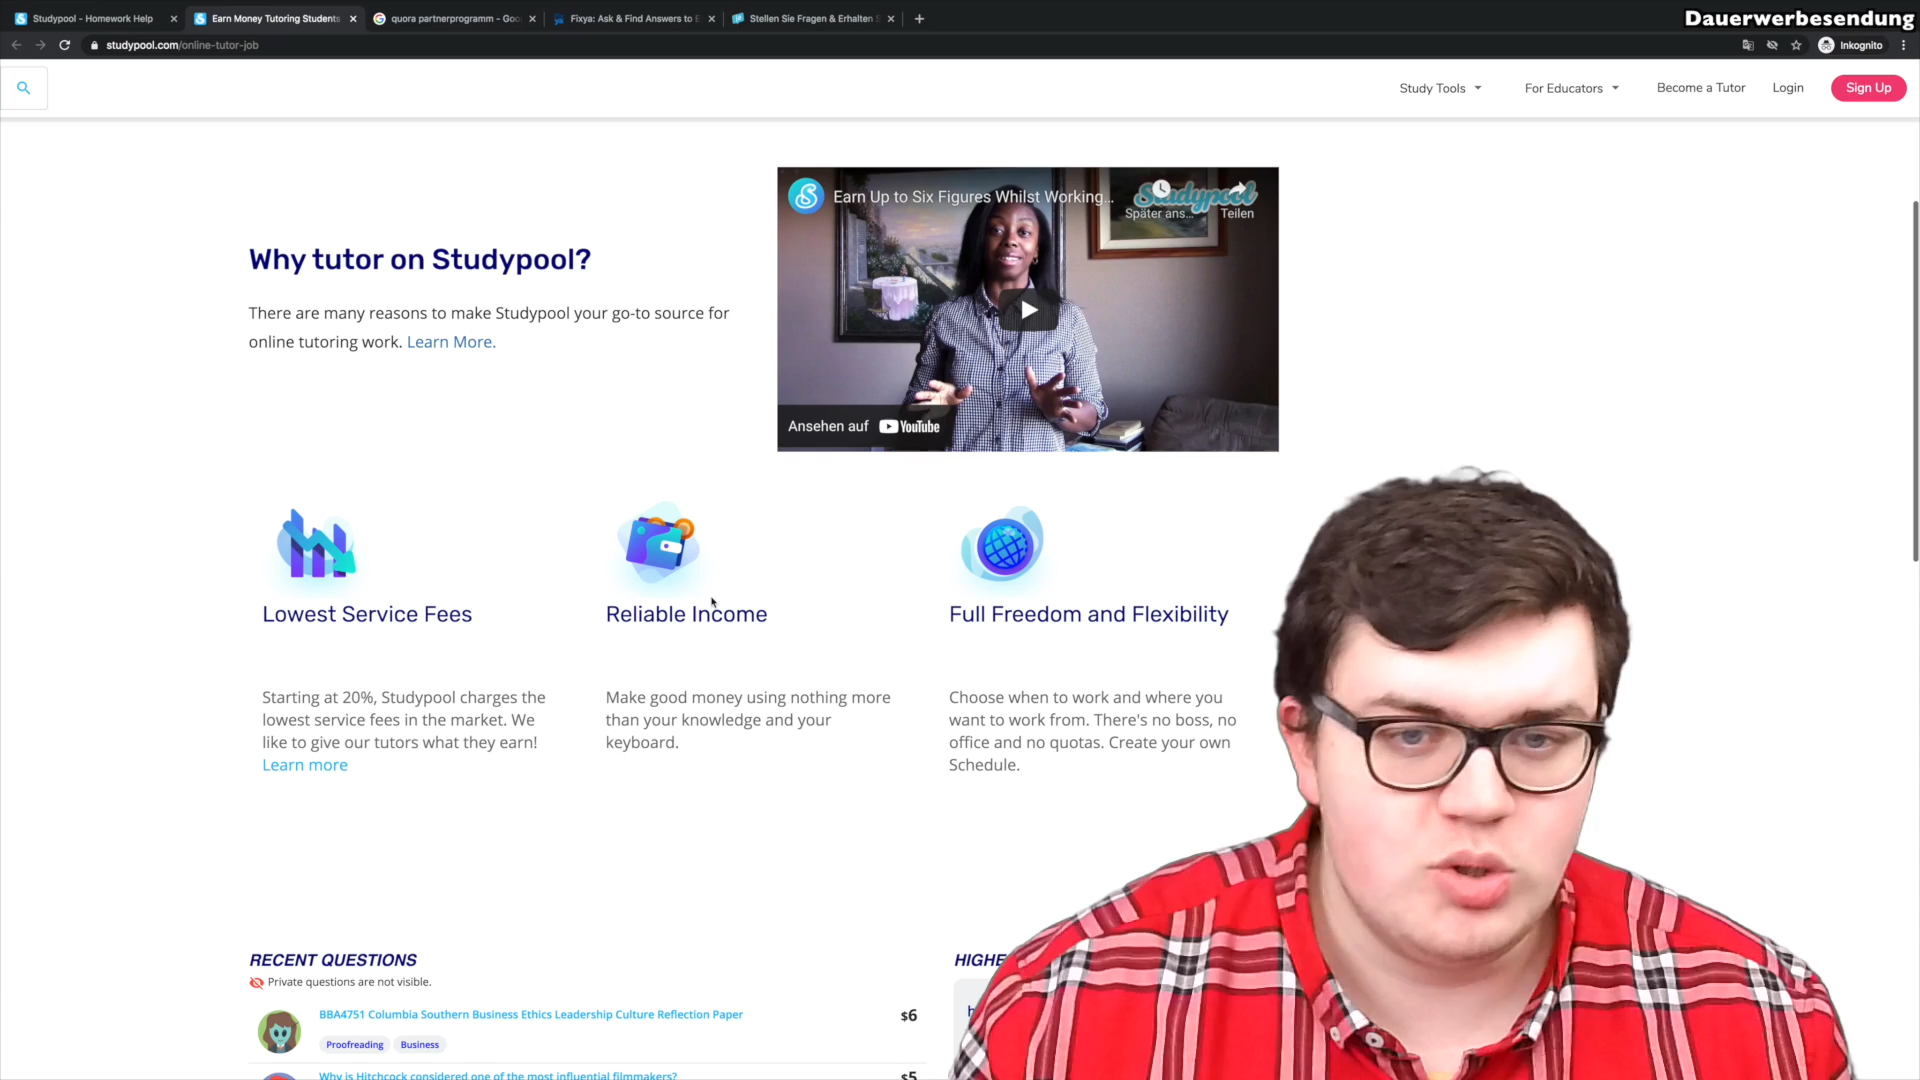 Studypool - Homework Help
Earn Money Tutoring Students
quora partnerprogramm - Goo
Fixya: Ask & Find Answers to E
Stellen Sie Fragen & Erhalten S
Dauerwerbesendung
studypool.com/online-tutor-job
Inkognito
Study Tools
For Educators
Become a Tutor
Login
Sign Up
Why tutor on Studypool?
There are many reasons to make Studypool your go-to source for
online tutoring work. Learn More.
Earn Up to Six Figures Whilst Working...
Studypool
Später ans...
Teilen
Ansehen auf YouTube
Lowest Service Fees
Starting at 20%, Studypool charges the
lowest service fees in the market. We
like to give our tutors what they earn!
Learn more
Reliable Income
Make good money using nothing more
than your knowledge and your
keyboard.
Full Freedom and Flexibility
Choose when to work and where you
want to work from. There's no boss, no
office and no quotas. Create your own
Schedule.
RECENT QUESTIONS
Private questions are not visible.
BBA4751 Columbia Southern Business Ethics Leadership Culture Reflection Paper
$6
Proofreading
Business
Why is Hitchcock considered one of the most influential filmmakers?
$5
HIGHE